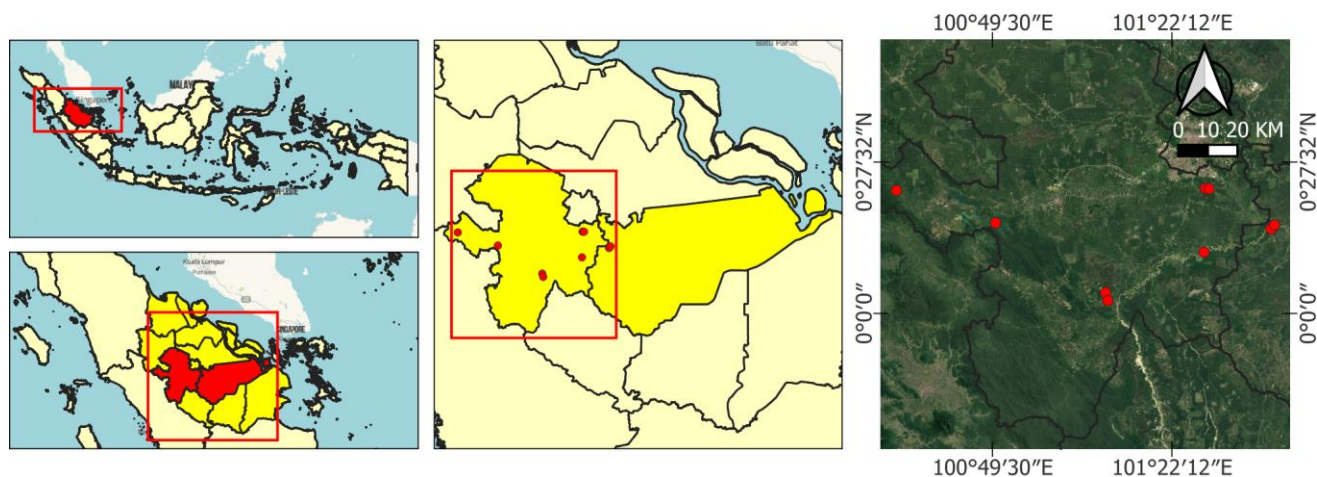 MALAY
Singapore
Kuala Lumpur
Putrajaya
SINGAPORE
Batu Pahat
100°49′30″E 101°22′12″E
0 10 20 KM
0°27′32″N
0°27′32″N
0°0′0″
0°0′0″
100°49′30″E 101°22′12″E